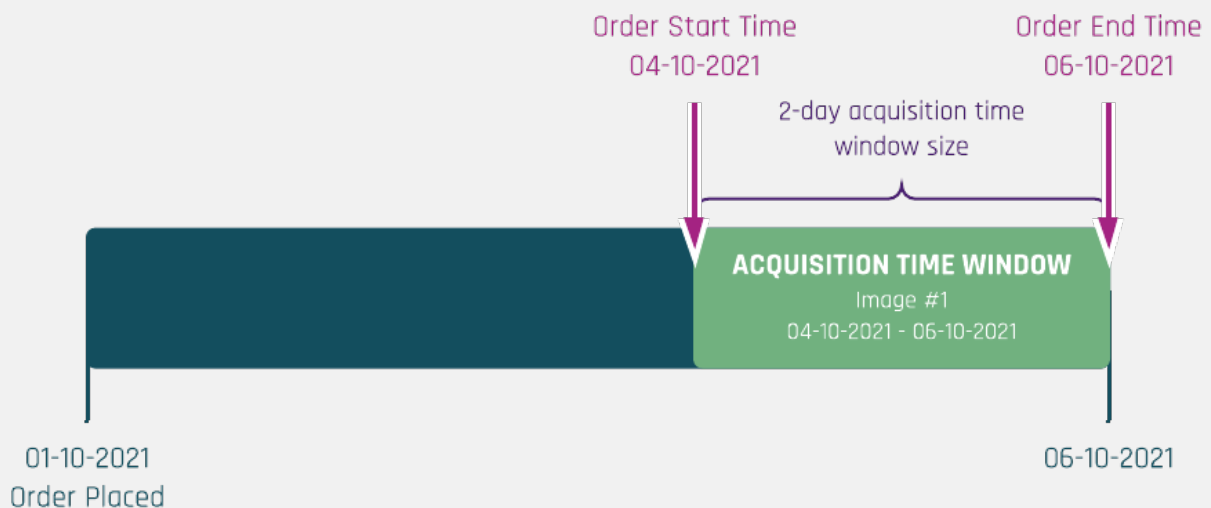 Order Start Time
04-10-2021
Order End Time
06-10-2021
2-day acquisition time
window size
ACQUISITION TIME WINDOW
Image #1
04-10-2021 - 06-10-2021
01-10-2021
Order Placed
06-10-2021